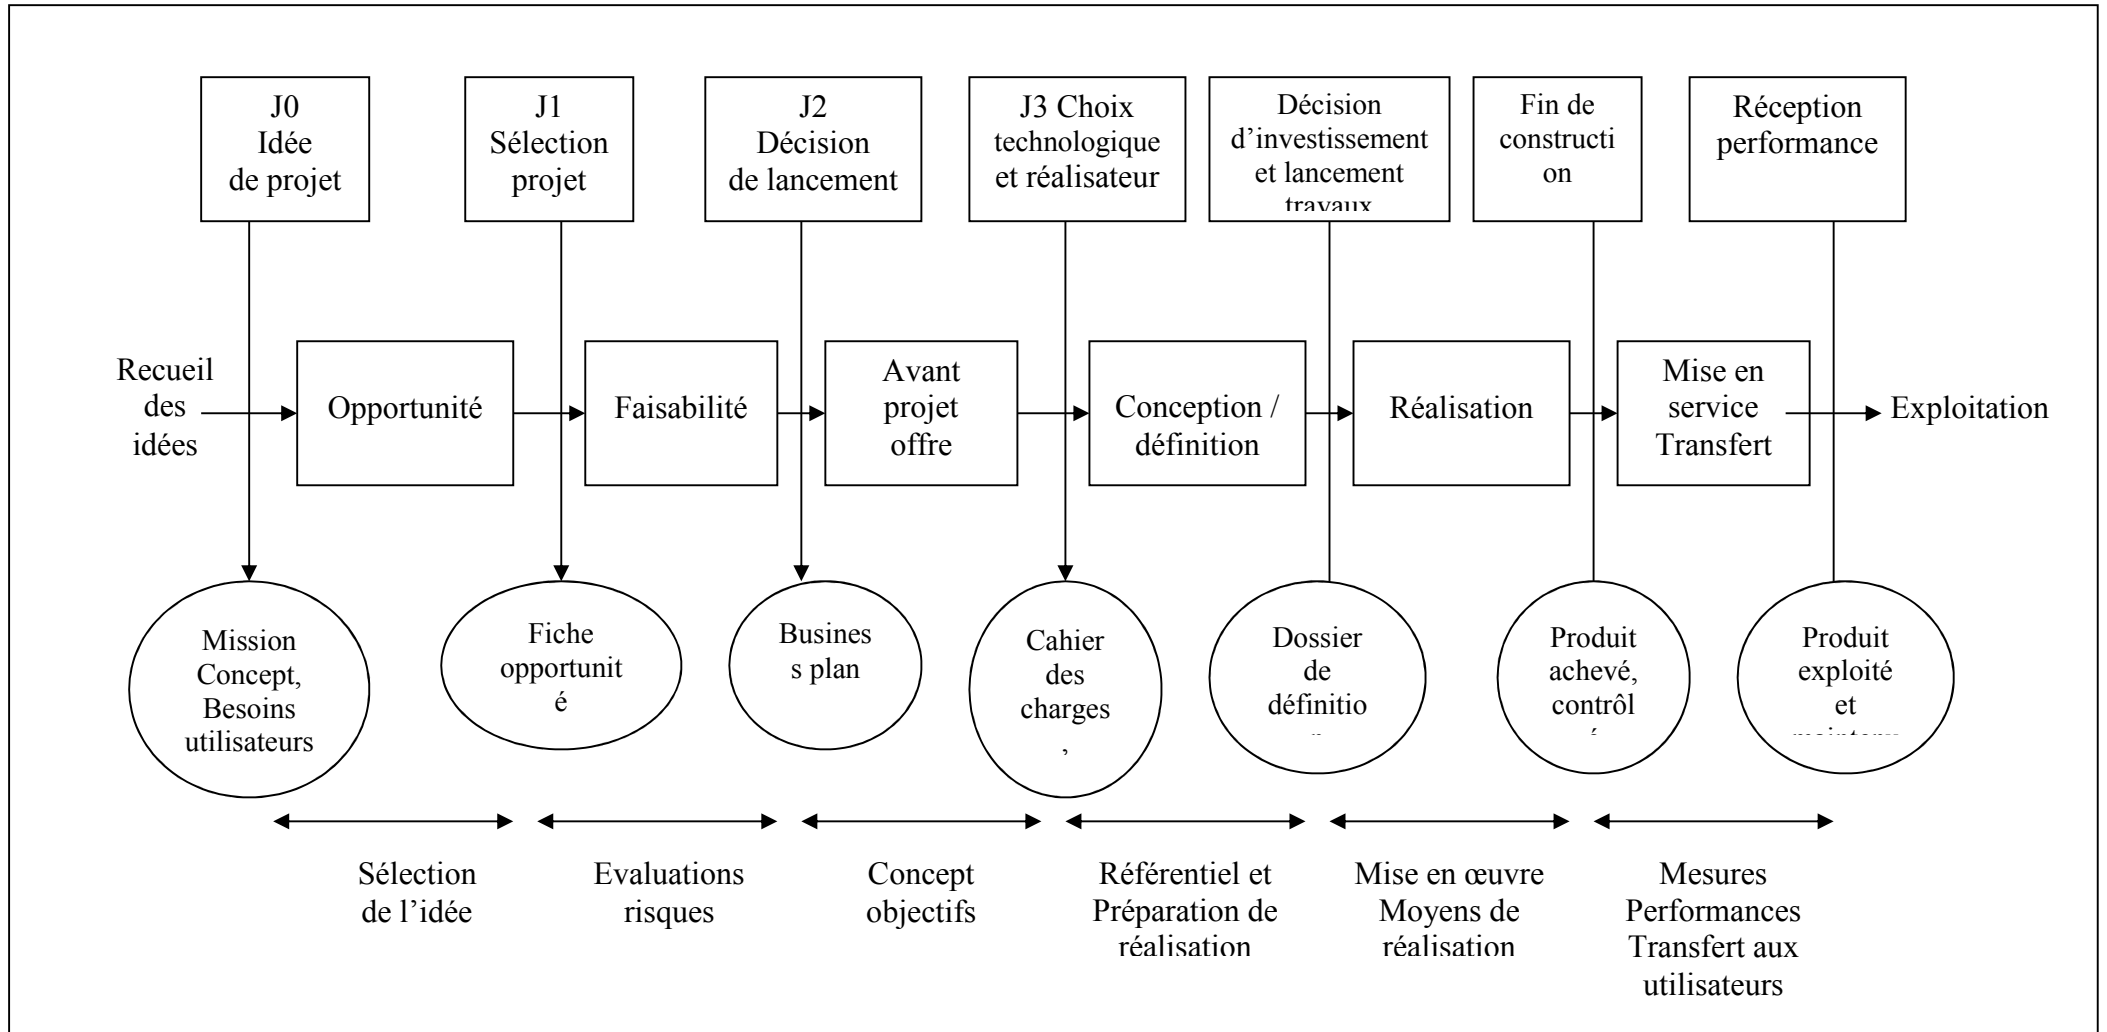 J0
Idée
de projet
J1
Sélection
projet
J2
Décision
de lancement
J3 Choix
technologique
et réalisateur
Décision
d’investissement
et lancement
travaux
Fin de
constructi
on
Réception
performance
Recueil
des
idées
Opportunité
Faisabilité
Avant
projet
offre
Conception /
définition
Réalisation
Mise en
service
Transfert
Exploitation
Mission
Concept,
Besoins
utilisateurs
Fiche
opportunit
é
Busines
s plan
Cahier
des
charges
,
Dossier
de
définitio
Produit
achevé,
contrôl
Produit
exploité
et
Sélection
de l’idée
Evaluations
risques
Concept
objectifs
Référentiel et
Préparation de
réalisation
Mise en œuvre
Moyens de
réalisation
Mesures
Performances
Transfert aux
utilisateurs